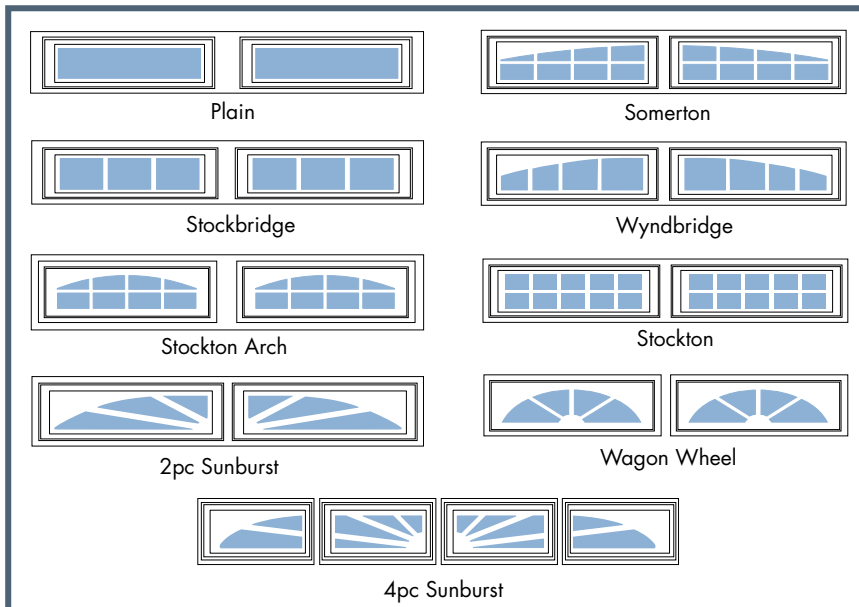 Plain
Somerton
Stockbridge
Wyndbridge
Stockton Arch
Stockton
2pc Sunburst
Wagon Wheel
4pc Sunburst